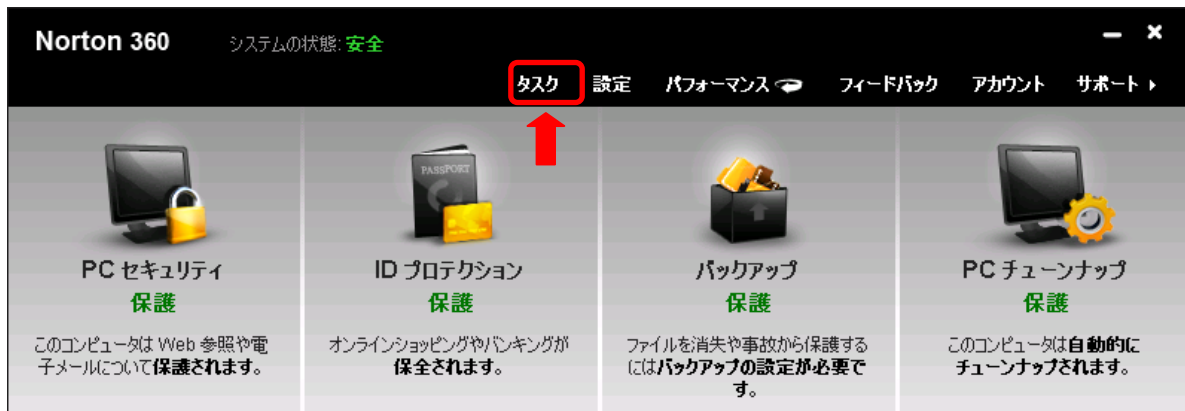 Norton 360 システムの状態: 安全
タスク 設定 パフォーマンス フィードバック アカウント サポート
PASSPORT
PC セキュリティ
保護
このコンピュータは Web 参照や電
子メールについて保護されます。
ID プロテクション
保護
オンラインショッピングやバンキングが
保全されます。
バックアップ
保護
ファイルを消失や事故から保護する
にはバックアップの設定が必要で
す。
PC チューンナップ
保護
このコンピュータは自動的に
チューンナップされます。